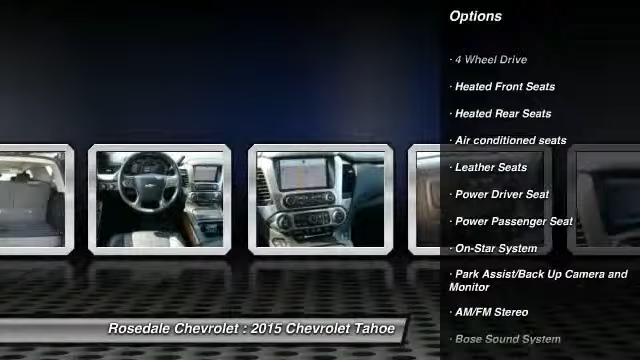 Options
· 4 Wheel Drive
· Heated Front Seats
· Heated Rear Seats
· Air conditioned seats
· Leather Seats
· Power Driver Seat
· Power Passenger Seat
· On-Star System
· Park Assist/Back Up Camera and
Monitor
· AM/FM Stereo
· Bose Sound System
Rosedale Chevrolet : 2015 Chevrolet Tahoe